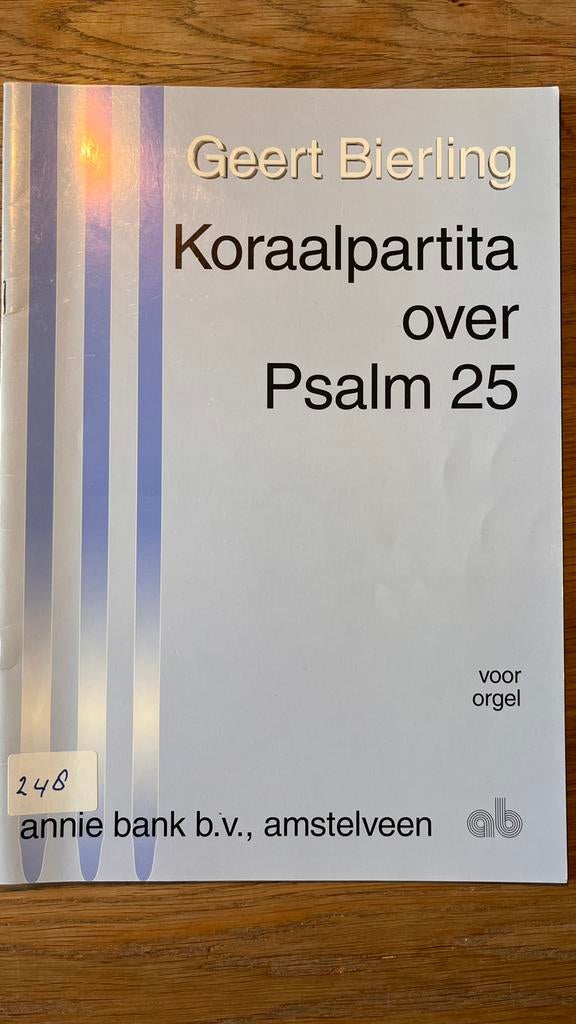 Geert Bierling
Koraalpartita
over
Psalm 25
voor
orgel
248
annie bank b.v., amstelveen
ab